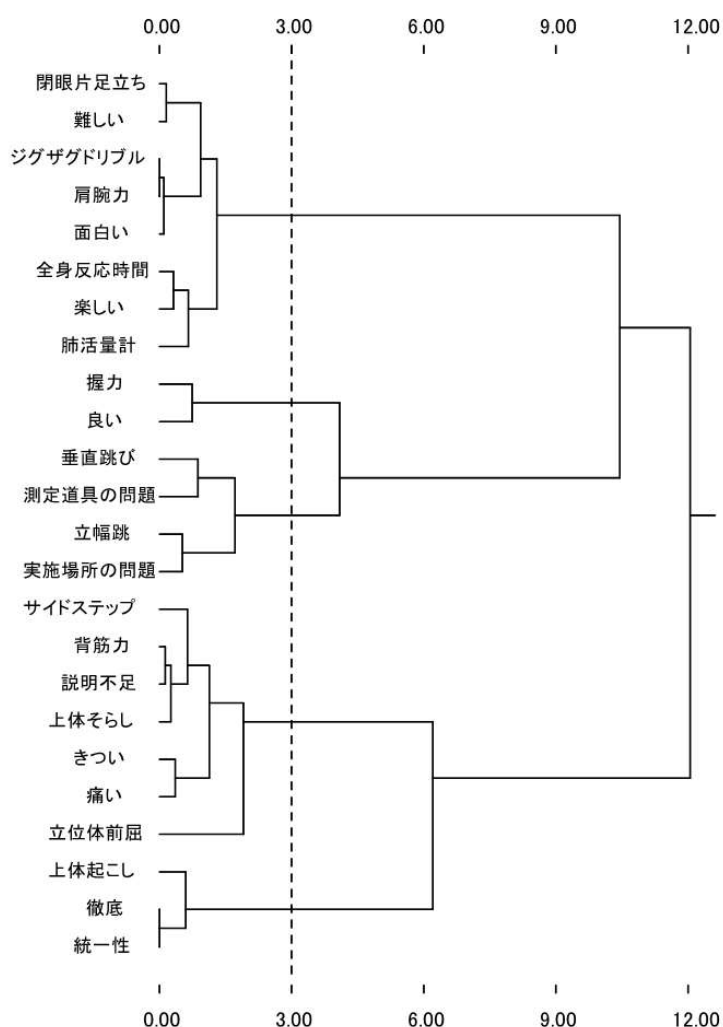 0.00 3.00 6.00 9.00 12.00
閉眼片足立ち
難しい
ジグザグドリブル
肩腕力
面白い
全身反応時間
楽しい
肺活量計
握力
良い
垂直跳び
測定道具の問題
立幅跳
実施場所の問題
サイドステップ
背筋力
説明不足
上体そらし
きつい
痛い
立位体前屈
上体起こし
徹底
統一性
0.00 3.00 6.00 9.00 12.00